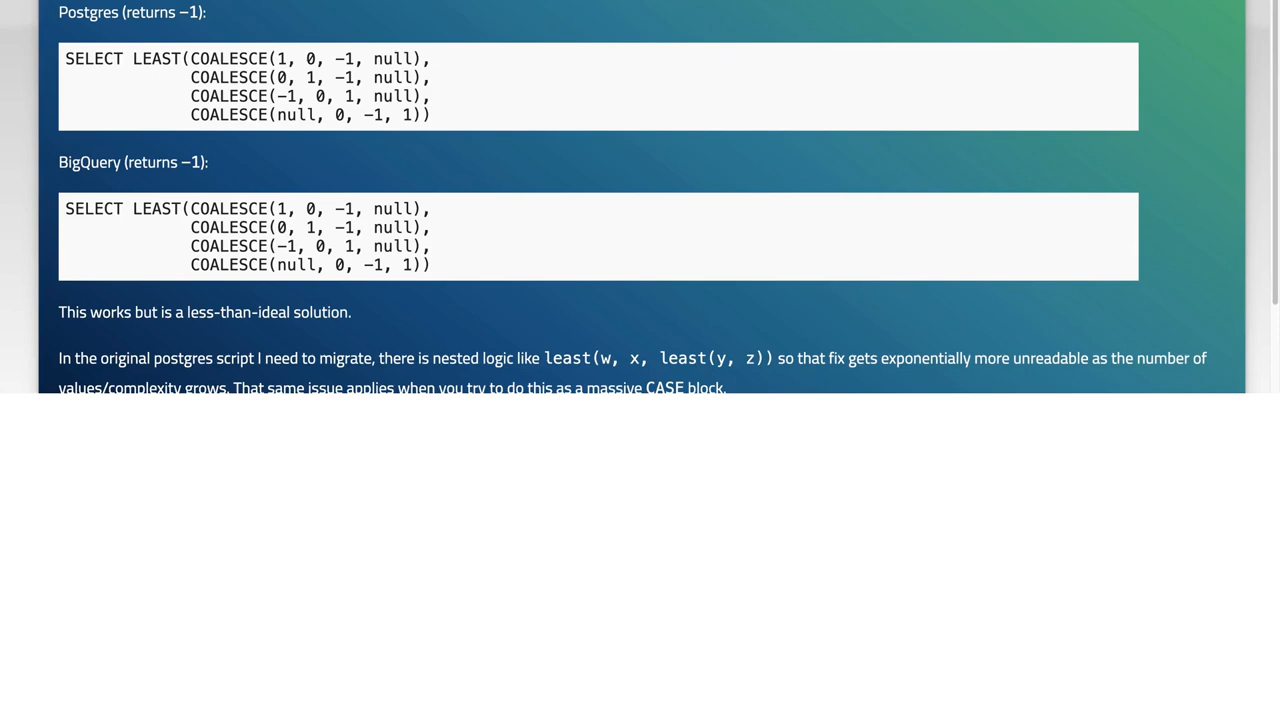 Postgres (returns −1):
SELECT LEAST(COALESCE(1, 0, −1, null),
COALESCE(0, 1, −1, null),
COALESCE(−1, 0, 1, null),
COALESCE(null, 0, −1, 1))
BigQuery (returns −1):
SELECT LEAST(COALESCE(1, 0, −1, null),
COALESCE(0, 1, −1, null),
COALESCE(−1, 0, 1, null),
COALESCE(null, 0, −1, 1))
This works but is a less-than-ideal solution.
In the original postgres script I need to migrate, there is nested logic like least(w, x, least(y, z)) so that fix gets exponentially more unreadable as the number of
values/complexity grows. That same issue applies when you try to do this as a massive CASE block.